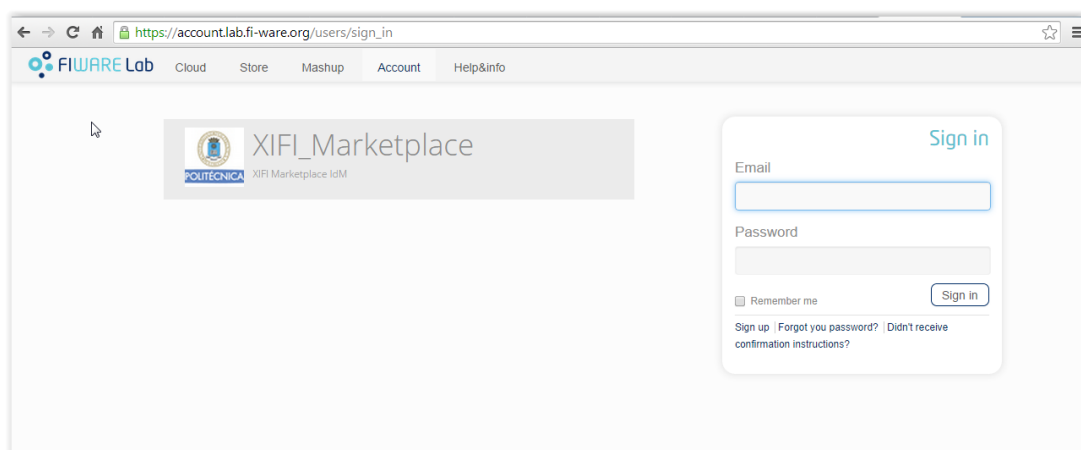 https://account.lab.fi-ware.org/users/sign_in
FIWARE Lab Cloud Store Mashup Account Help&info
XIFI_Marketplace
POLITÉCNICA XIFI Marketplace IdM
Sign in
Email
Password
Remember me Sign in
Sign up | Forgot you password? | Didn't receive
confirmation instructions?